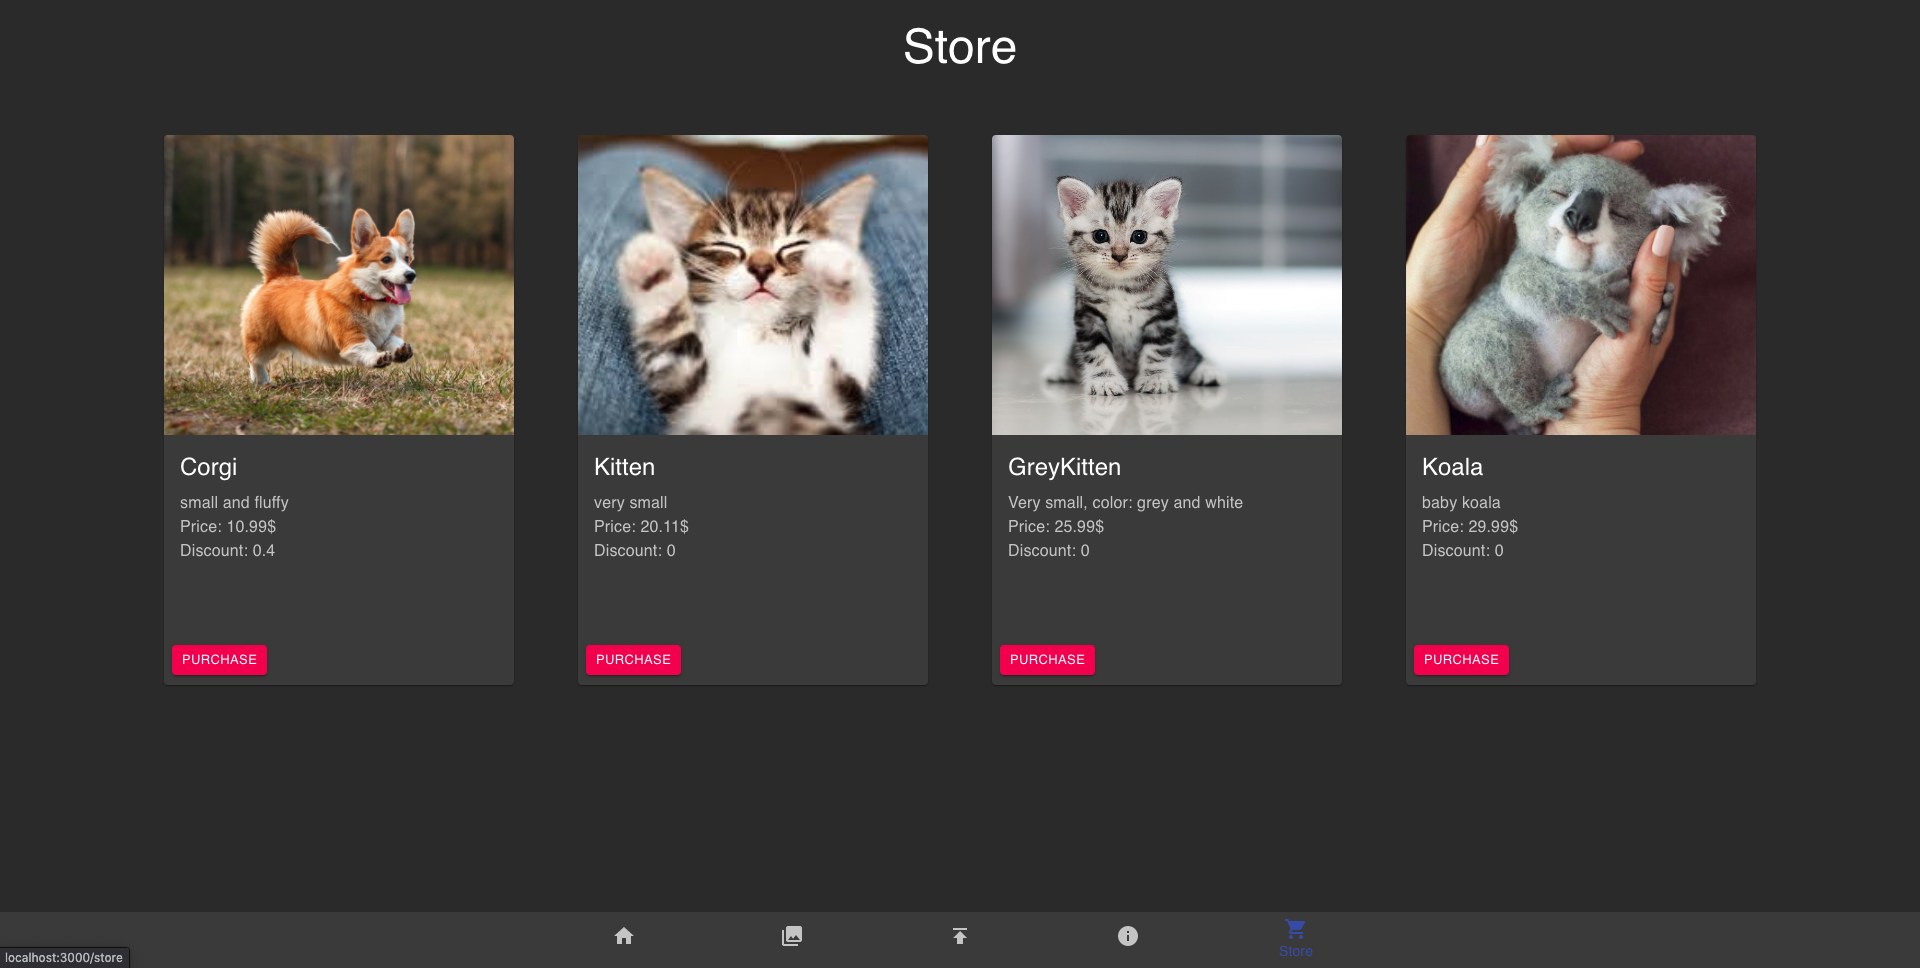 Store
Corgi
small and fluffy
Price: 10.99$
Discount: 0.4
PURCHASE
Kitten
very small
Price: 20.11$
Discount: 0
PURCHASE
GreyKitten
Very small, color: grey and white
Price: 25.99$
Discount: 0
PURCHASE
Koala
baby koala
Price: 29.99$
Discount: 0
PURCHASE
Store
localhost:3000/store